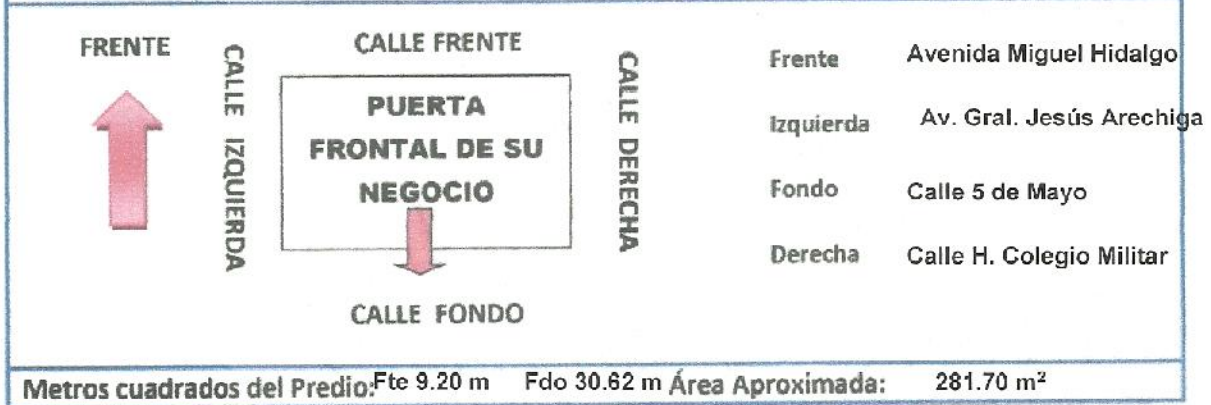 FRENTE
CALLE IZQUIERDA
CALLE FRENTE
PUERTA
FRONTAL DE SU
NEGOCIO
CALLE DERECHA
CALLE FONDO
Frente Avenida Miguel Hidalgo
Izquierda Av. Gral. Jesús Arechiga
Fondo Calle 5 de Mayo
Derecha Calle H. Colegio Militar
Metros cuadrados del Predio: Fte 9.20 m Fdo 30.62 m Área Aproximada: 281.70 m²